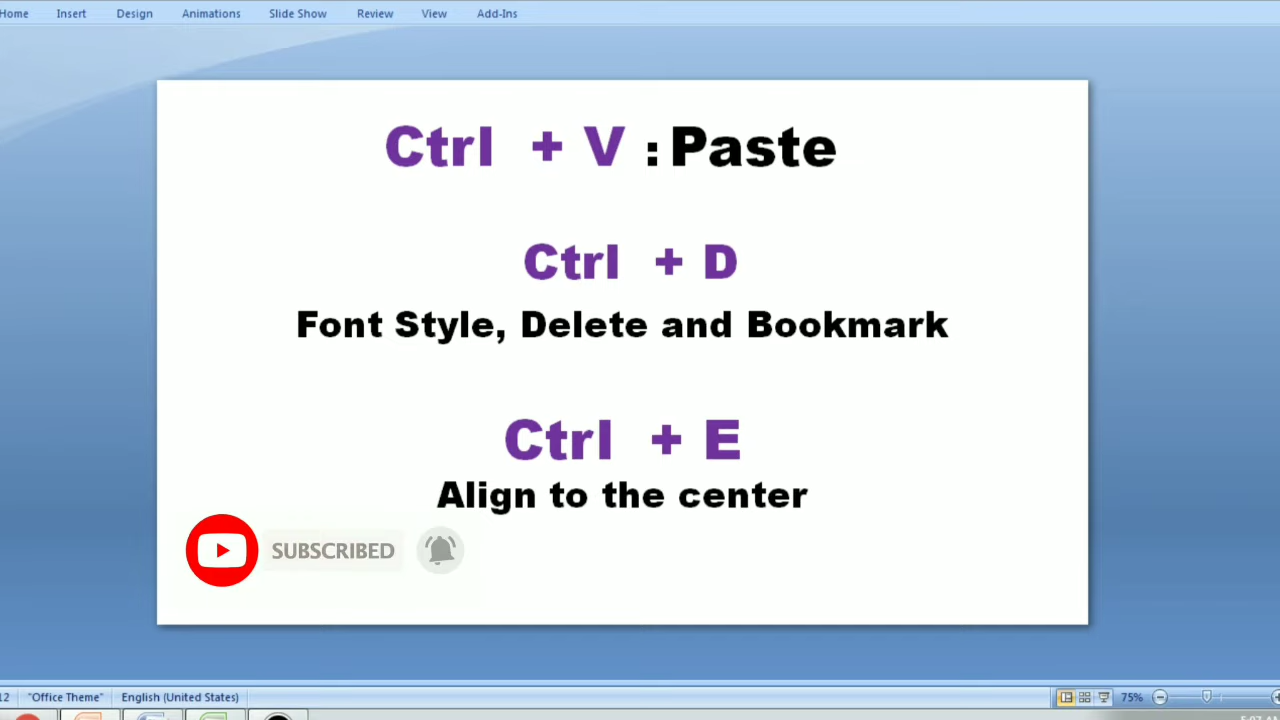 Home Insert Design Animations Slide Show Review View Add-Ins
Ctrl + V : Paste
Ctrl + D
Font Style, Delete and Bookmark
Ctrl + E
Align to the center
SUBSCRIBED
12 "Office Theme" English (United States) 75%